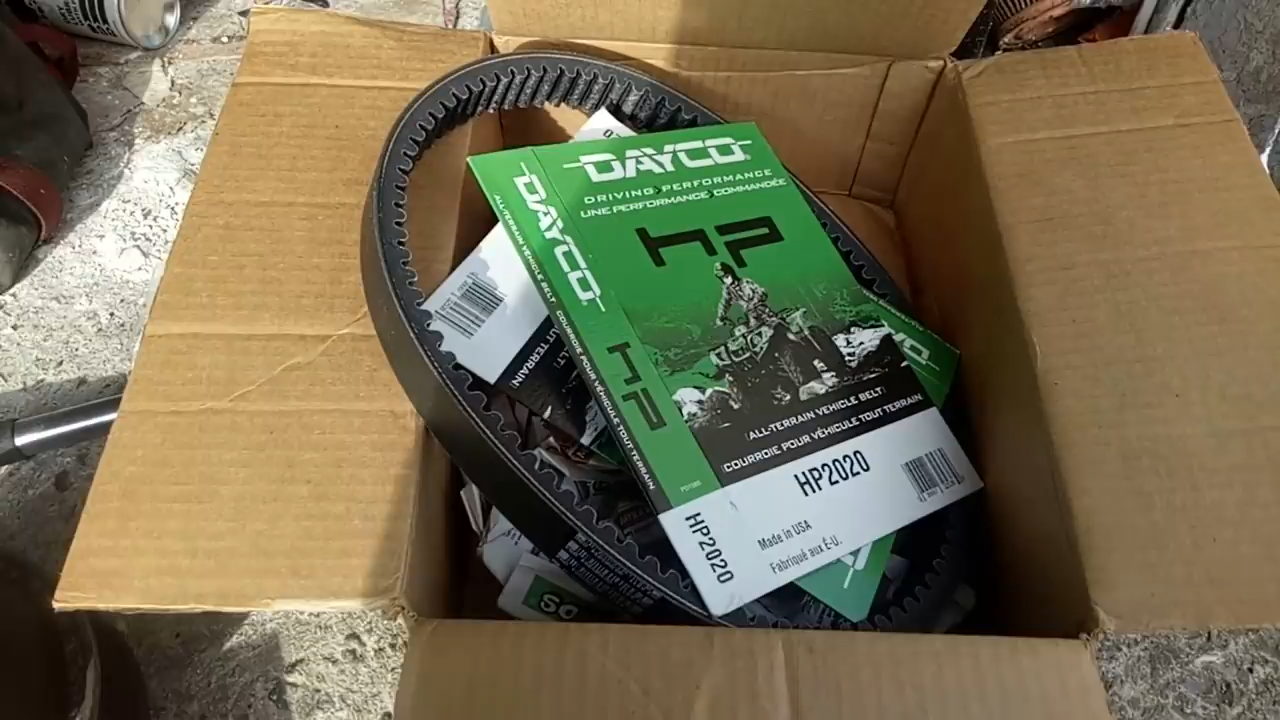 DAYCO
DRIVING PERFORMANCE
UNE PERFORMANCE COMMANDÉE
hp
ALL-TERRAIN VEHICLE BELT
COURROIE POUR VÉHICULE TOUT TERRAIN
HP2020
Made in USA
Fabriqué aux É-U.
DAYCO
ALL-TERRAIN VEHICLE BELT COURROIE POUR VÉHICULE TOUT TERRAIN
hp
HP2020